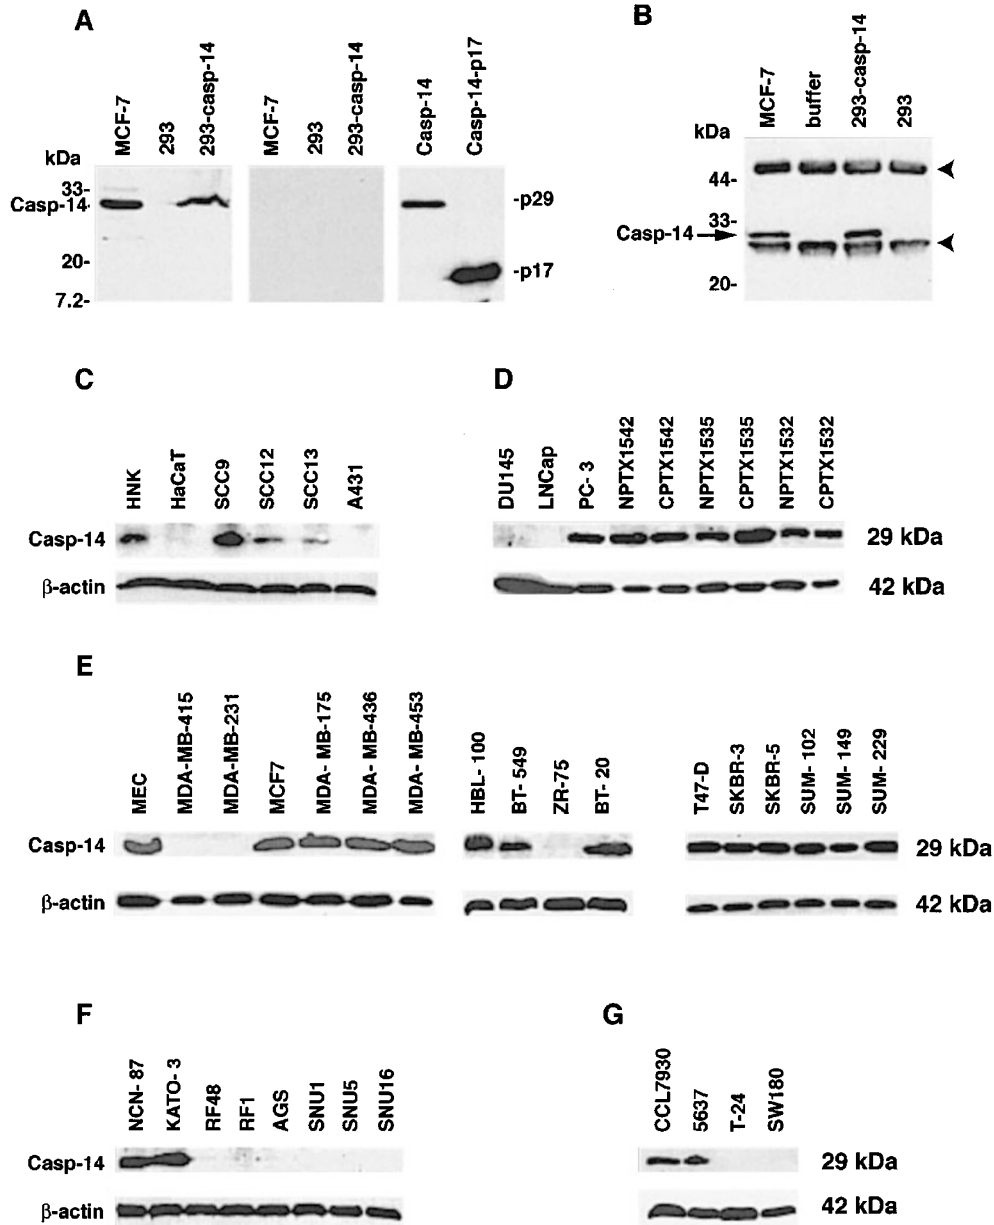 A
MCF-7
293
293-casp-14
MCF-7
293
293-casp-14
Casp-14
Casp-14-p17
kDa
33-
Casp-14
20-
7.2-
-p29
-p17
B
MCF-7
buffer
293-casp-14
293
kDa
44-
33-
Casp-14
20-
C
HNK
HaCaT
SCC9
SCC12
SCC13
A431
Casp-14
β-actin
D
DU145
LNCap
PC- 3
NPTX1542
CPTX1542
NPTX1535
CPTX1535
NPTX1532
CPTX1532
29 kDa
42 kDa
E
MEC
MDA-MB-415
MDA-MB-231
MCF7
MDA- MB-175
MDA- MB-436
MDA- MB-453
HBL- 100
BT- 549
ZR-75
BT- 20
T47-D
SKBR-3
SKBR-5
SUM- 102
SUM- 149
SUM- 229
Casp-14
29 kDa
β-actin
42 kDa
F
NCN- 87
KATO- 3
RF48
RF1
AGS
SNU1
SNU5
SNU16
Casp-14
β-actin
G
CCL7930
5637
T-24
SW180
29 kDa
42 kDa